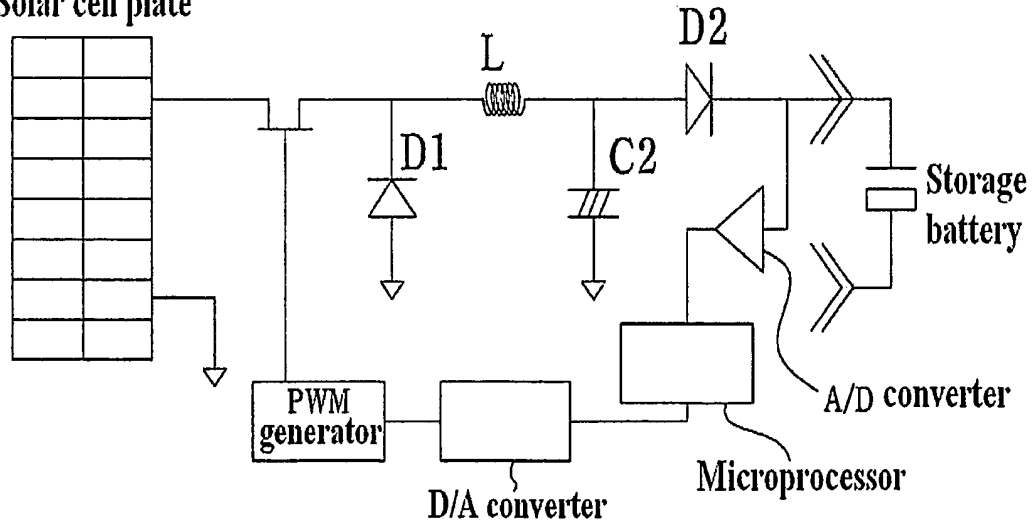 Solar cell plate
L
D2
D1
C2
Storage
battery
PWM
generator
A/D converter
Microprocessor
D/A converter